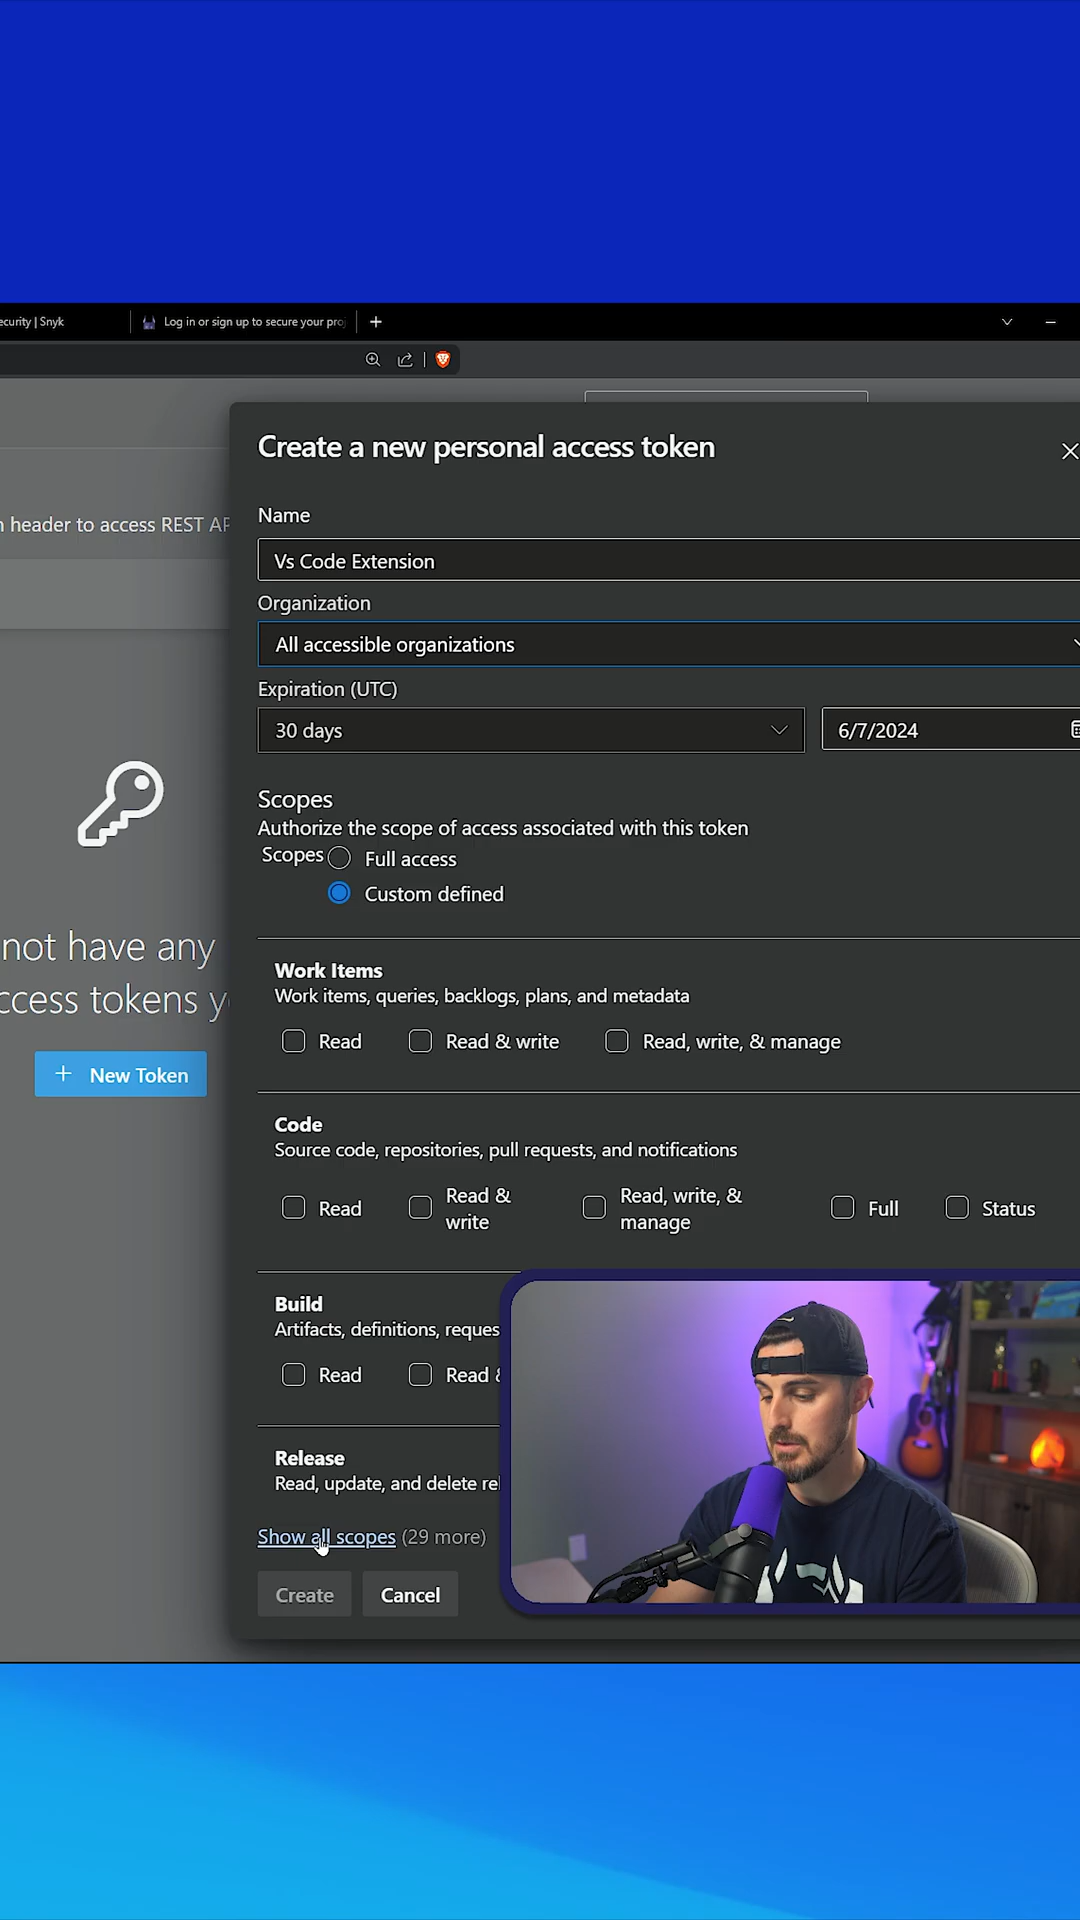 ecurity | Snyk
Log in or sign up to secure your pro
Create a new personal access token
Name
n header to access REST AP
Vs Code Extension
Organization
All accessible organizations
Expiration (UTC)
30 days
6/7/2024
Scopes
Authorize the scope of access associated with this token
Scopes
Full access
Custom defined
not have any
ccess tokens y
New Token
Work Items
Work items, queries, backlogs, plans, and metadata
Read
Read & write
Read, write, & manage
Code
Source code, repositories, pull requests, and notifications
Read
Read & write
Read, write, & manage
Full
Status
Build
Artifacts, definitions, reques
Read
Read &
Release
Read, update, and delete rel
Show all scopes (29 more)
Create
Cancel